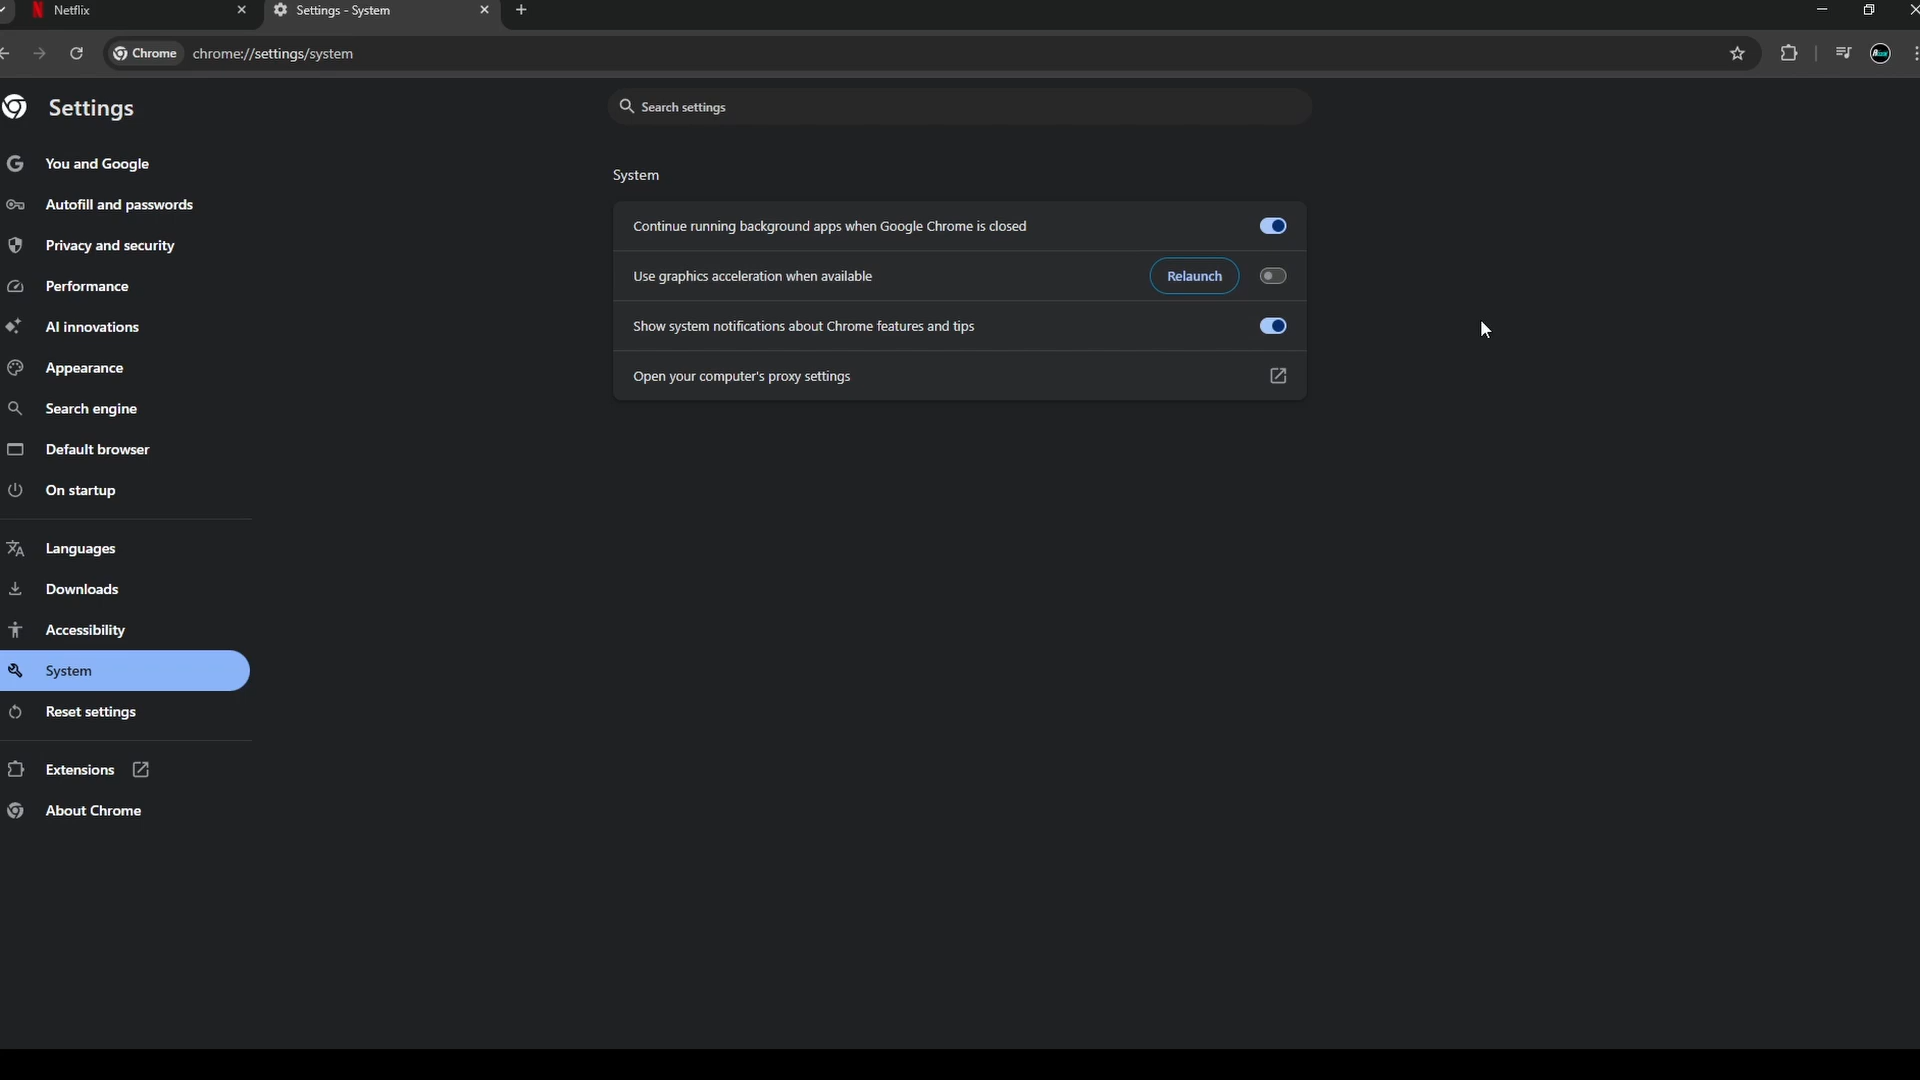 Netflix
Settings - System
Chrome
chrome://settings/system
Settings
Search settings
You and Google
Autofill and passwords
Privacy and security
Performance
AI innovations
Appearance
Search engine
Default browser
On startup
Languages
Downloads
Accessibility
System
Reset settings
Extensions
About Chrome
System
Continue running background apps when Google Chrome is closed
Use graphics acceleration when available
Relaunch
Show system notifications about Chrome features and tips
Open your computer's proxy settings